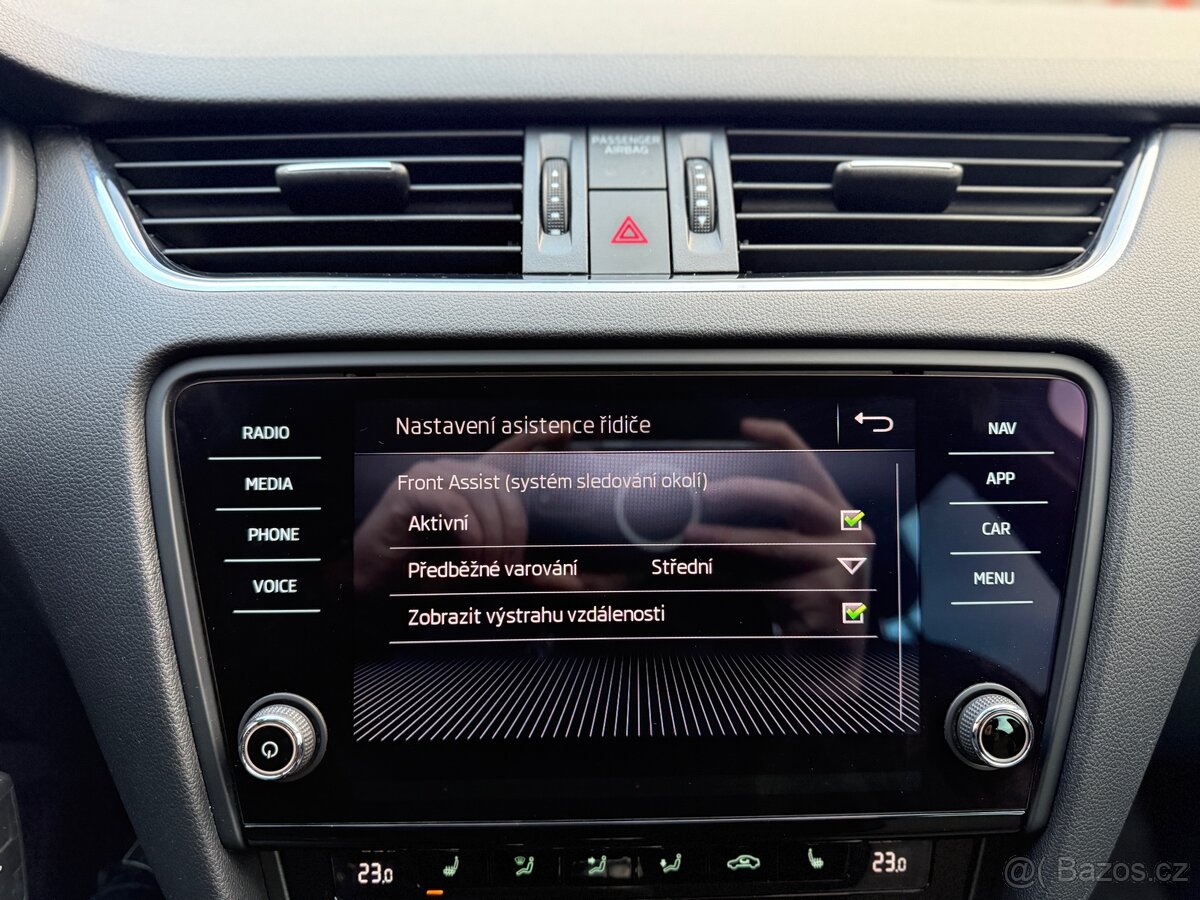 PASSENGER
AIRBAG
RADIO
MEDIA
PHONE
VOICE
Nastavení asistence řidiče
Front Assist (systém sledování okolí)
Aktivní
Předběžné varování Střední
Zobrazit výstrahu vzdálenosti
NAV
APP
CAR
MENU
23.0
23.0
@( Bazos.cz